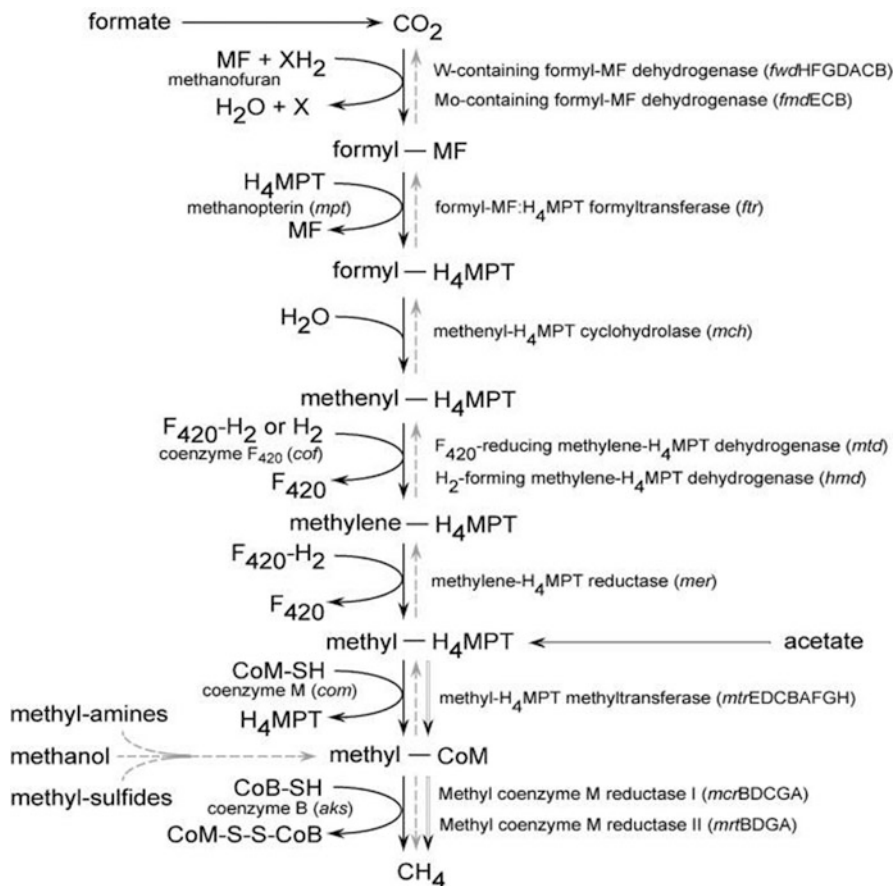 formate CO2
MF + XH2
methanofuran
H2O + X
W-containing formyl-MF dehydrogenase (fwdHFGDACB)
Mo-containing formyl-MF dehydrogenase (fmdECB)
formyl — MF
H4MPT
methanopterin (mpt)
MF
formyl-MF:H4MPT formyltransferase (ftr)
formyl — H4MPT
H2O
methenyl-H4MPT cyclohydrolase (mch)
methenyl — H4MPT
F420-H2 or H2
coenzyme F420 (cof)
F420
F420-reducing methylene-H4MPT dehydrogenase (mtd)
H2-forming methylene-H4MPT dehydrogenase (hmd)
methylene — H4MPT
F420-H2
F420
methylene-H4MPT reductase (mer)
methyl — H4MPT acetate
CoM-SH
coenzyme M (com)
H4MPT
methyl-H4MPT methyltransferase (mtrEDCBAFGH)
methyl-amines
methanol
methyl-sulfides
methyl — CoM
CoB-SH
coenzyme B (aks)
CoM-S-S-CoB
Methyl coenzyme M reductase I (mcrBDCGA)
Methyl coenzyme M reductase II (mrtBDGA)
CH4